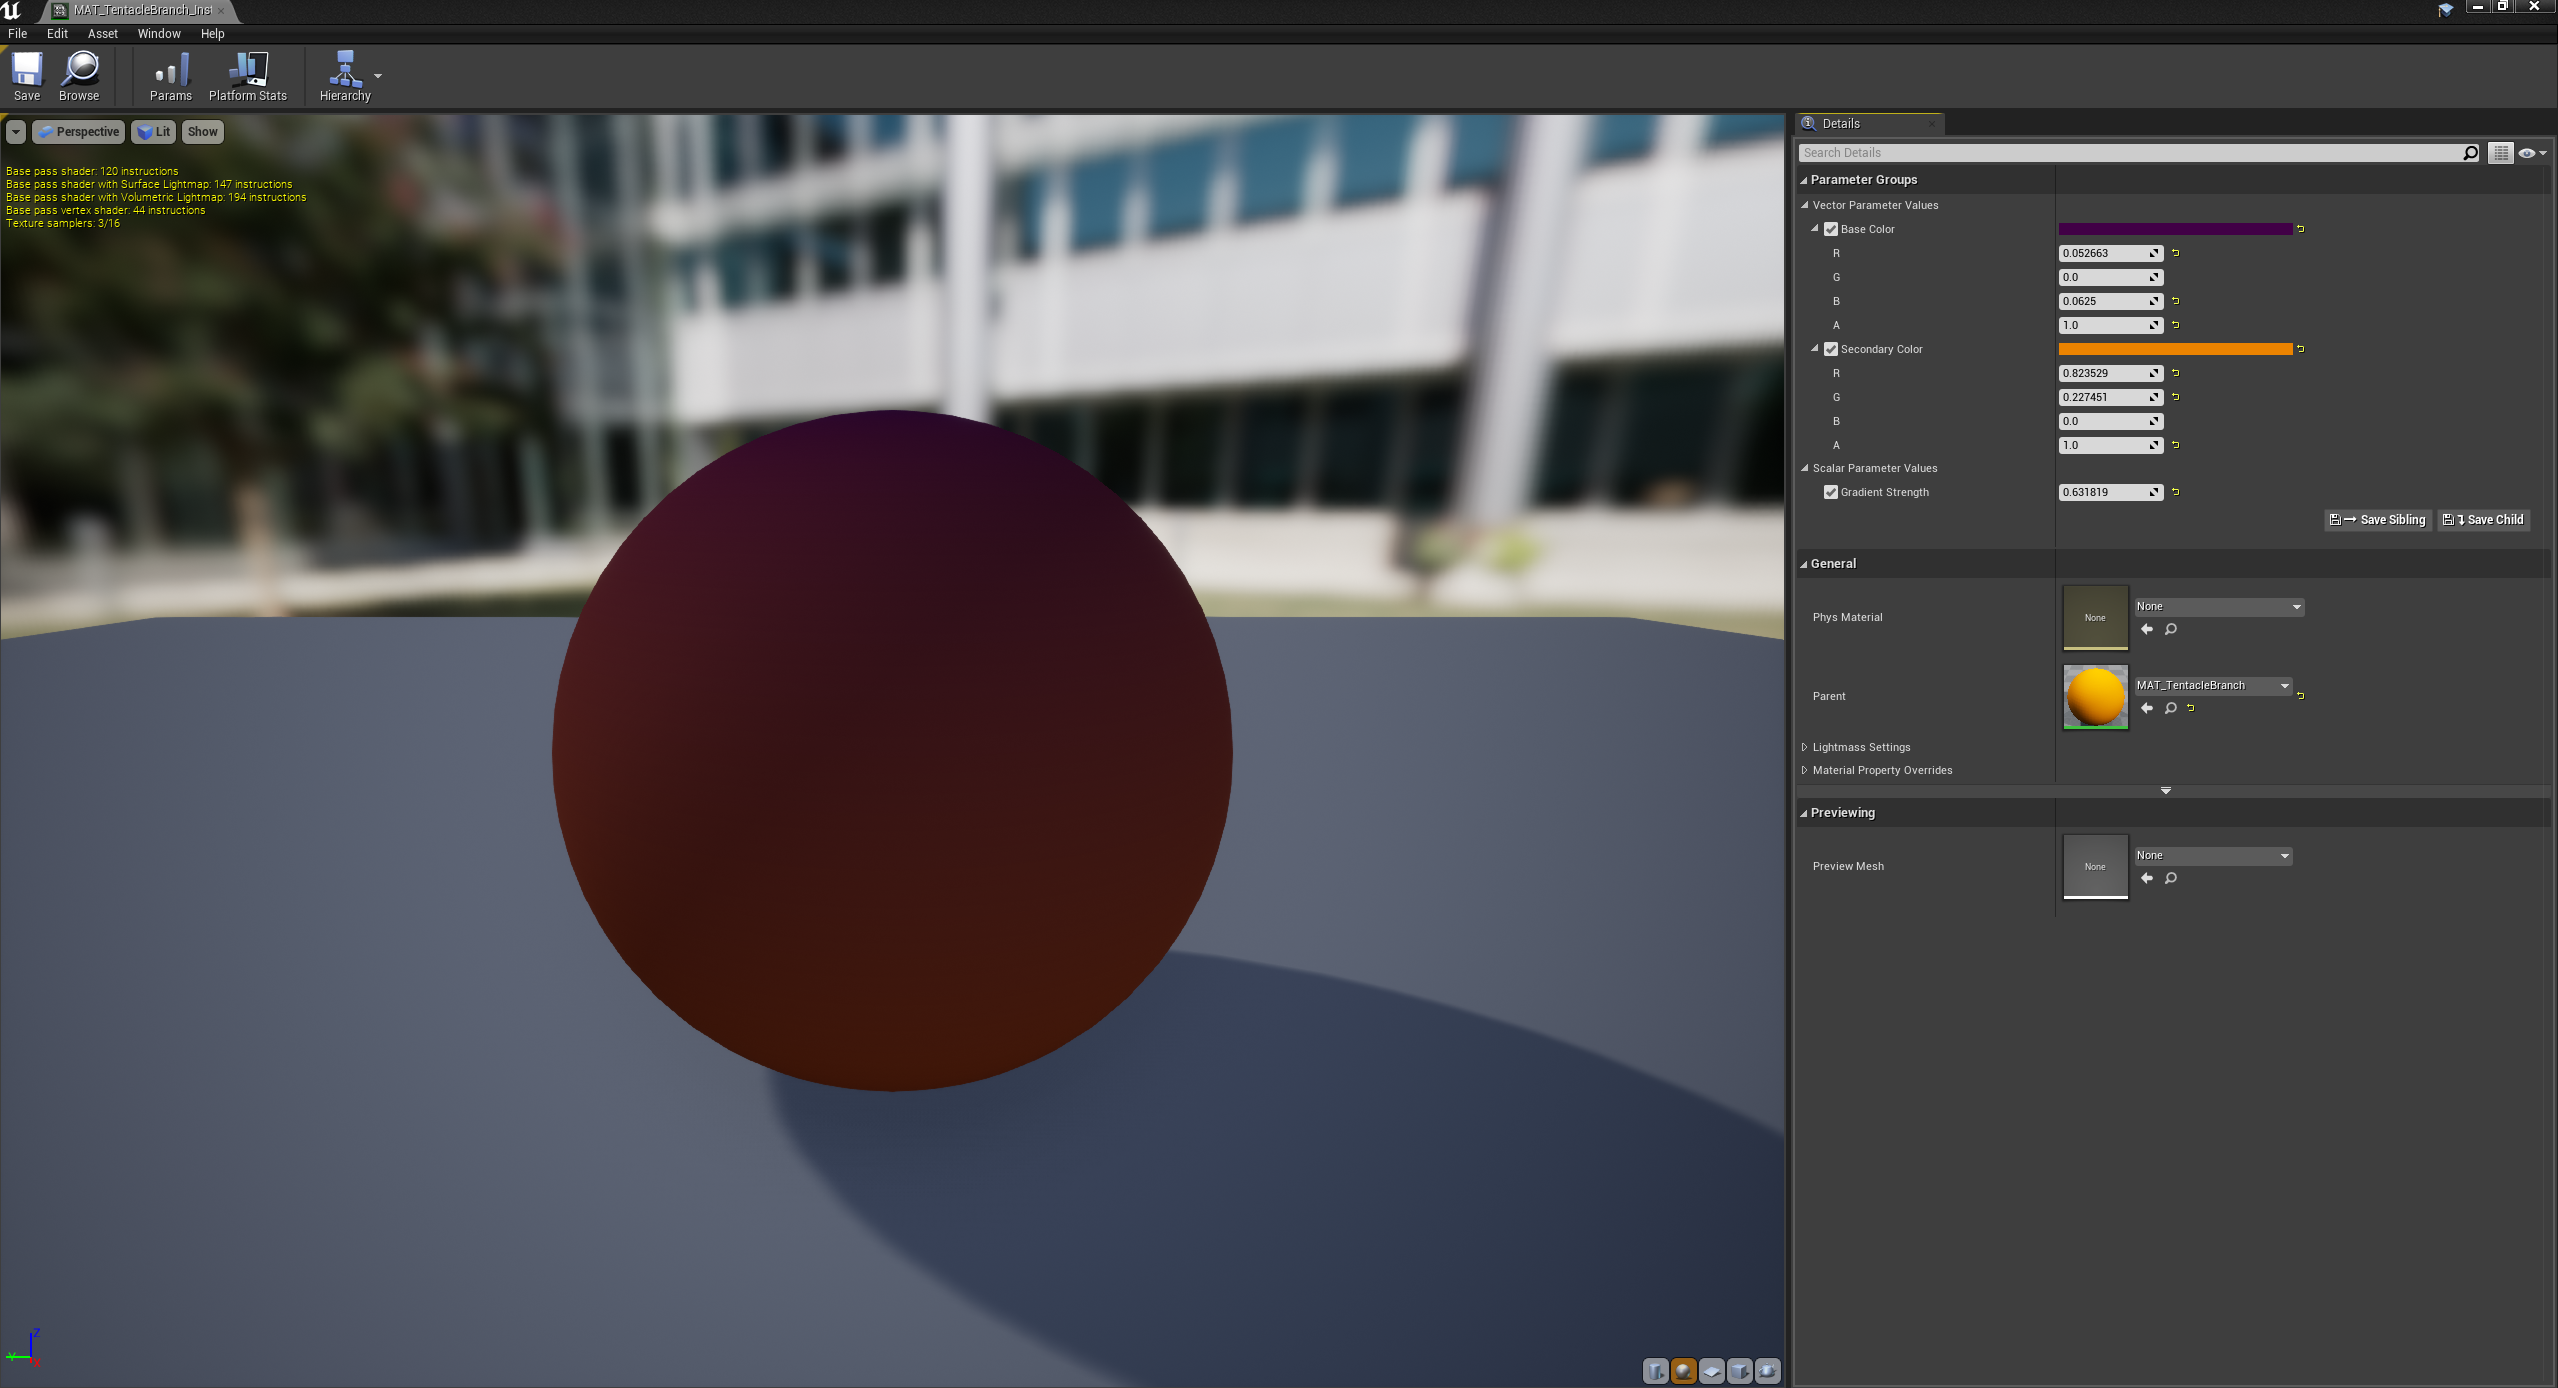 MAT_TentacleBranch_Inst
File Edit Asset Window Help
Save Browse Params Platform Stats Hierarchy
Perspective Lit Show
Base pass shader: 120 instructions
Base pass shader with Surface Lightmap: 147 instructions
Base pass shader with Volumetric Lightmap: 194 instructions
Base pass vertex shader: 44 instructions
Texture samplers: 3/16
Z
Y
X
Details
Search Details
Parameter Groups
Vector Parameter Values
Base Color
R 0.052663
G 0.0
B 0.0625
A 1.0
Secondary Color
R 0.823529
G 0.227451
B 0.0
A 1.0
Scalar Parameter Values
Gradient Strength 0.631819
Save Sibling Save Child
General
Phys Material None None
Parent MAT_TentacleBranch
Lightmass Settings
Material Property Overrides
Previewing
Preview Mesh None None